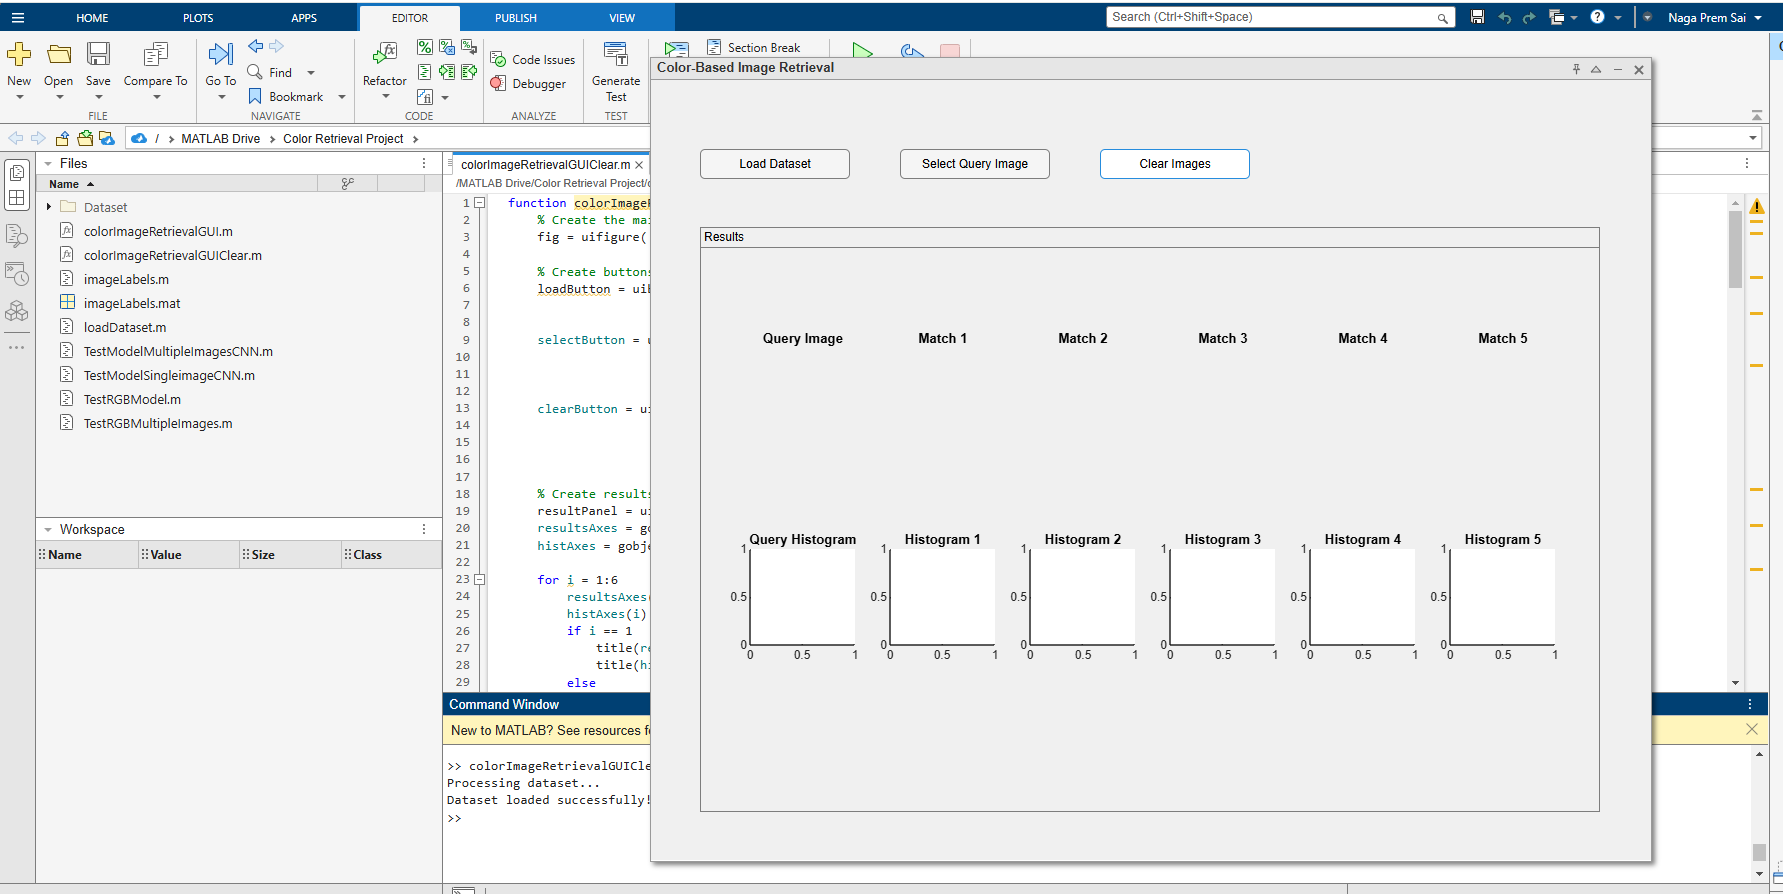 HOME PLOTS APPS EDITOR PUBLISH VIEW Search (Ctrl+Shift+Space) Naga Prem Sai
New Open Save Compare To Go To Find Bookmark Refactor Code Issues Debugger Generate Test Section Break
FILE NAVIGATE CODE ANALYZE TEST
/ MATLAB Drive Color Retrieval Project
Files
Name
Dataset
colorImageRetrievalGUI.m
colorImageRetrievalGUIClear.m
imageLabels.m
imageLabels.mat
loadDataset.m
TestModelMultipleImagesCNN.m
TestModelSingleimageCNN.m
TestRGBModel.m
TestRGBMultipleImages.m
Workspace
Name Value Size Class
colorImageRetrievalGUIClear.m
/MATLAB Drive/Color Retrieval Project/
1 function colorImage
2 % Create the mai
3 fig = uifigure(
4
5 % Create buttons
6 loadButton = ui
7
8
9 selectButton = u
10
11
12
13 clearButton = ui
14
15
16
17
18 % Create results
19 resultPanel = ui
20 resultsAxes = go
21 histAxes = gobje
22
23 for i = 1:6
24 resultsAxes(
25 histAxes(i)
26 if i == 1
27 title(re
28 title(hi
29 else
Command Window
New to MATLAB? See resources f
>> colorImageRetrievalGUICle
Processing dataset...
Dataset loaded successfully!
>>
Color-Based Image Retrieval
Load Dataset Select Query Image Clear Images
Results
Query Image Match 1 Match 2 Match 3 Match 4 Match 5
Query Histogram Histogram 1 Histogram 2 Histogram 3 Histogram 4 Histogram 5
1 1 1 1 1 1
0.5 0.5 0.5 0.5 0.5 0.5
0 0 0 0 0 0
0 0.5 1 0 0.5 1 0 0.5 1 0 0.5 1 0 0.5 1 0 0.5 1